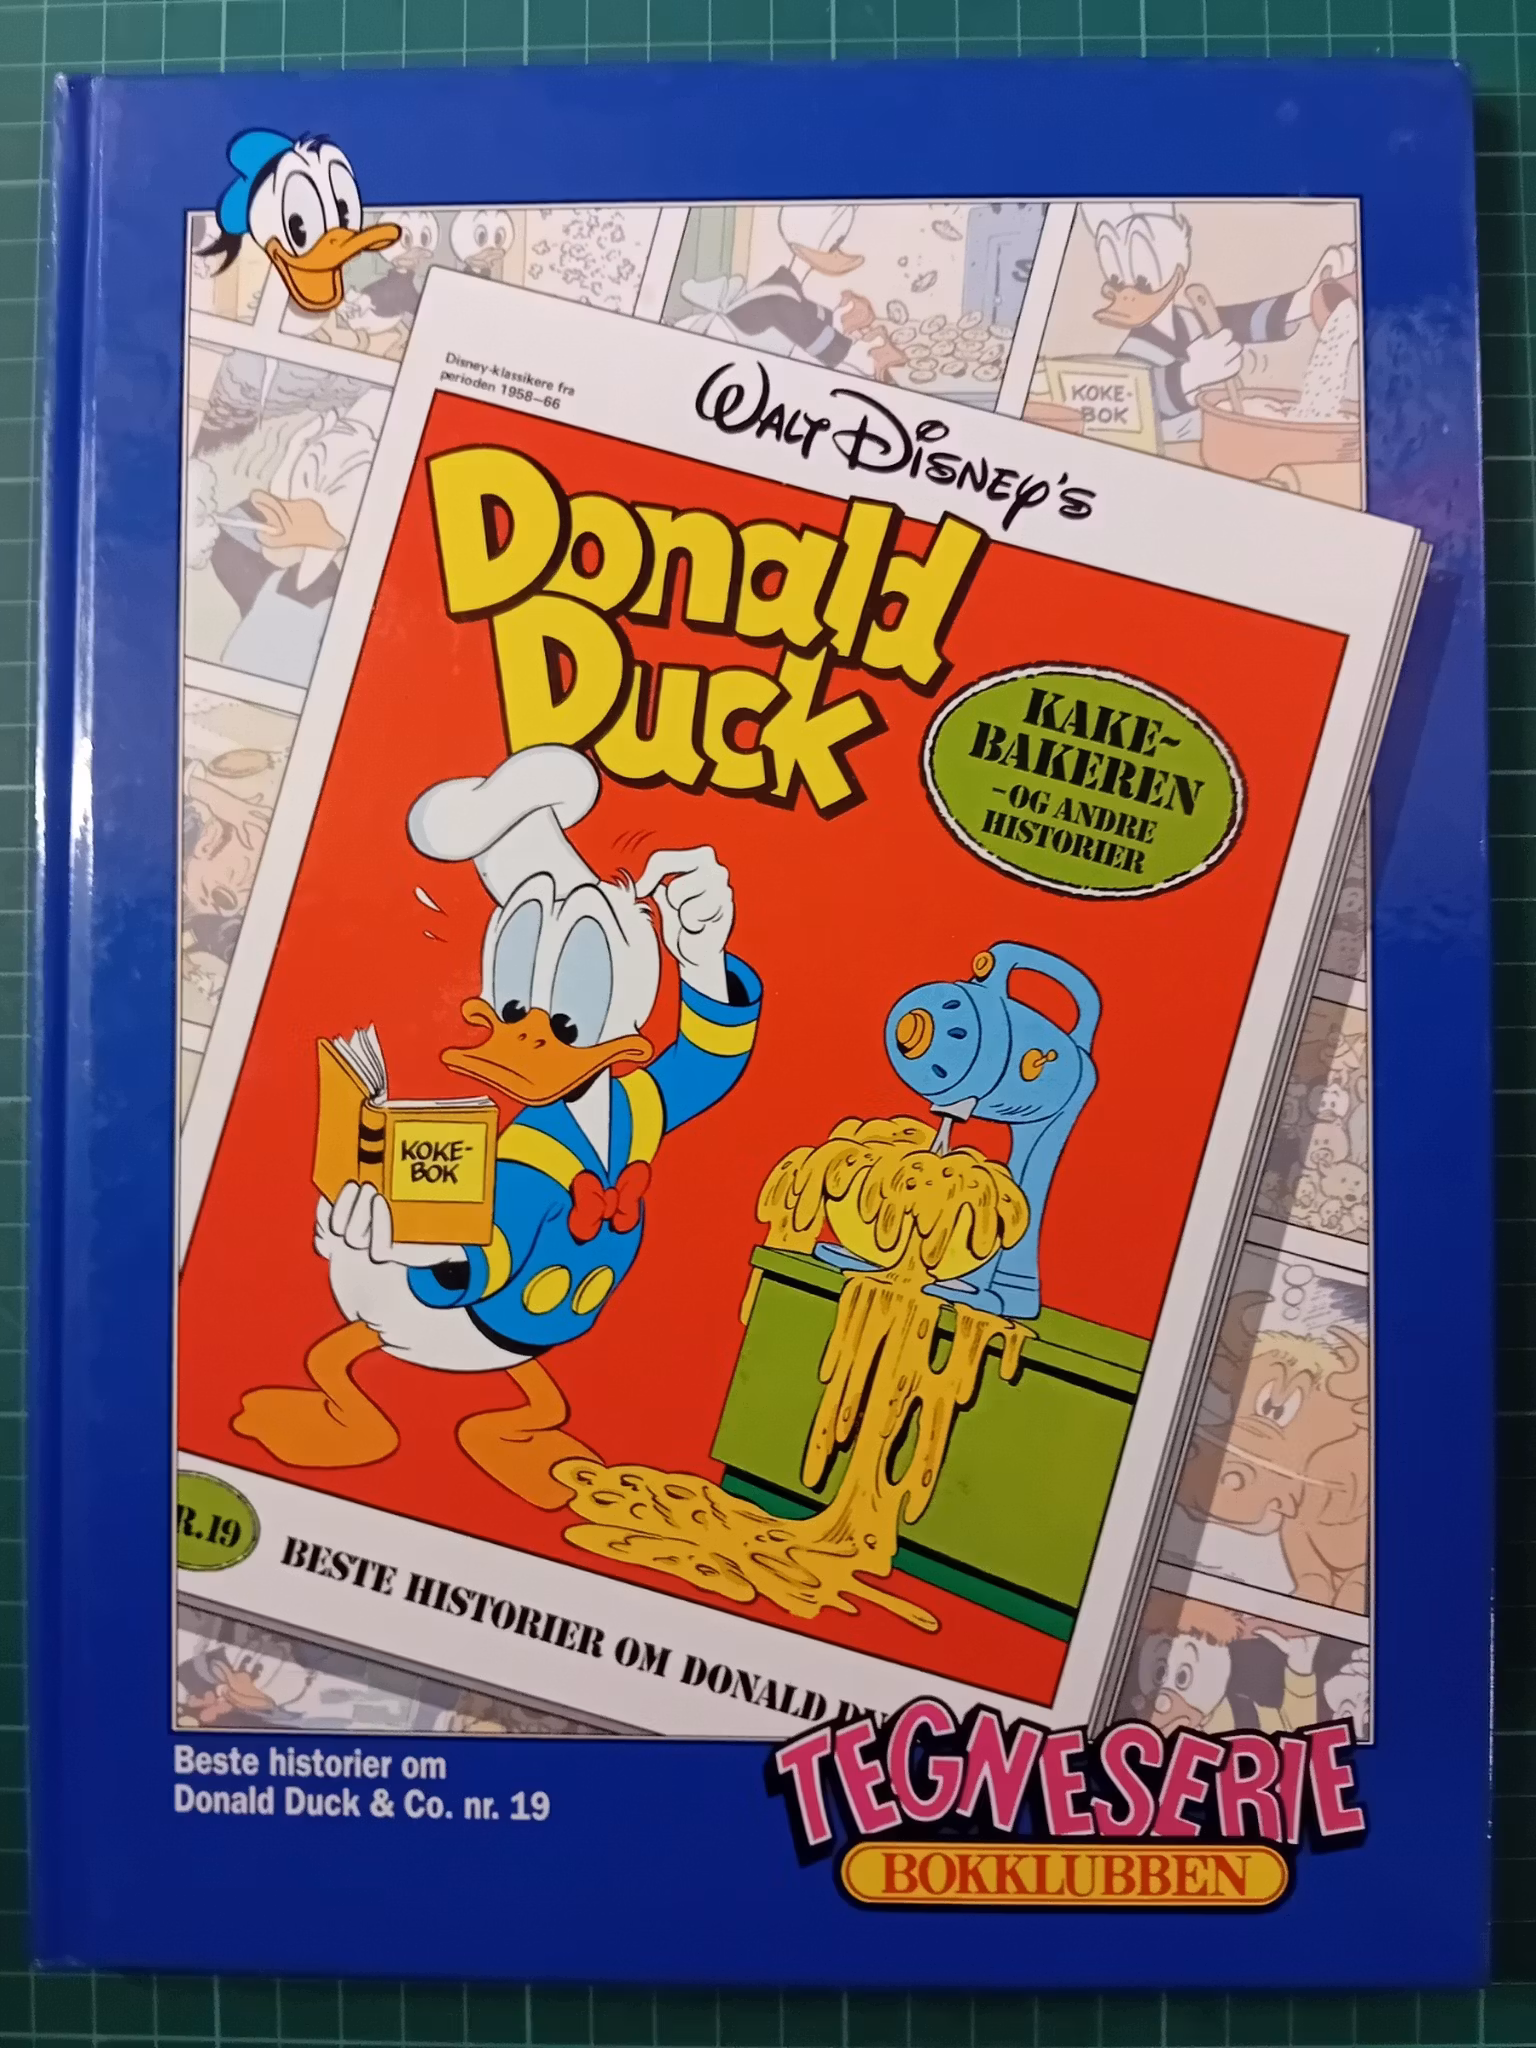 KOKE-
BOK
Disney-klassikere fra
perioden 1958–66
WALT DISNEY'S
Donald
Duck
KAKE-
BAKEREN
-OG ANDRE
HISTORIER
KOKE-
BOK
R.19
BESTE HISTORIER OM DONALD
Beste historier om
Donald Duck & Co. nr. 19
TEGNESERIE
BOKKLUBBEN